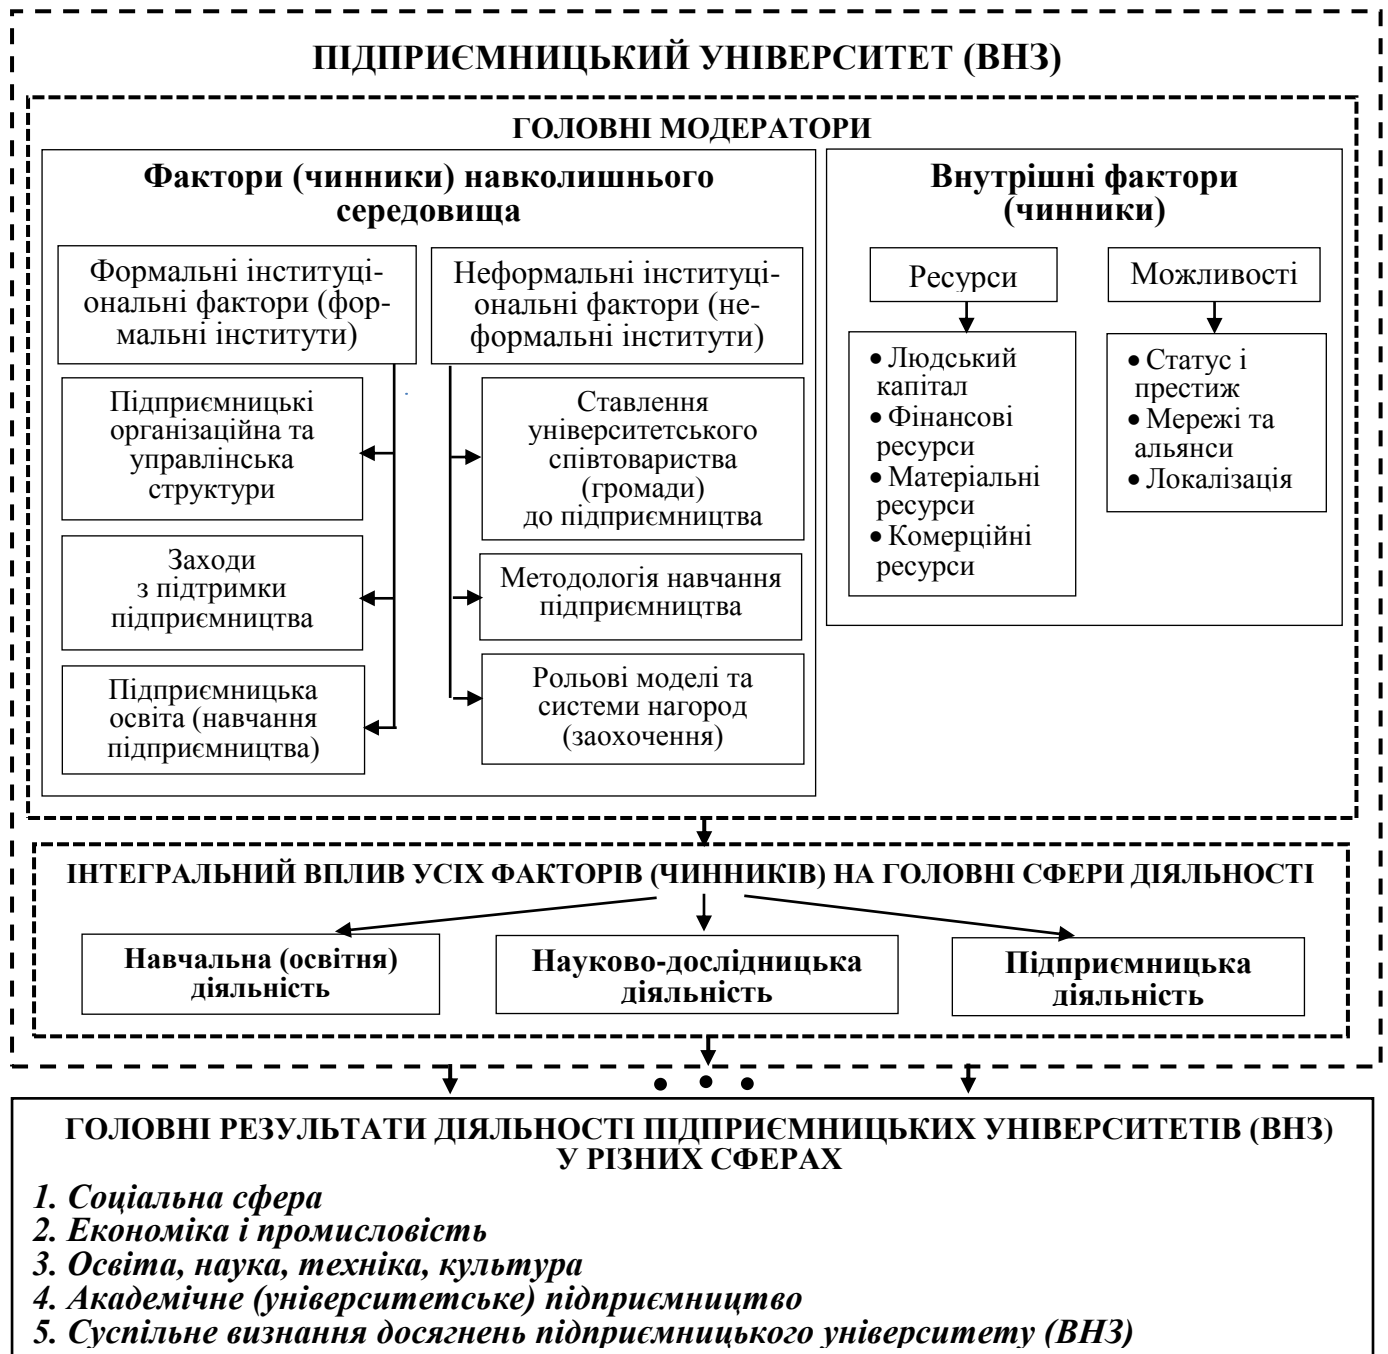 ПІДПРИЄМНИЦЬКИЙ УНІВЕРСИТЕТ (ВНЗ)
ГОЛОВНІ МОДЕРАТОРИ
Фактори (чинники) навколишнього
середовища
Формальні інституці-
ональні фактори (фор-
мальні інститути)
Неформальні інституці-
ональні фактори (не-
формальні інститути)
Підприємницькі
організаційна та
управлінська
структури
Заходи
з підтримки
підприємництва
Підприємницька
освіта (навчання
підприємництва)
Ставлення
університетського
співтовариства
(громади)
до підприємництва
Методологія навчання
підприємництва
Рольові моделі та
системи нагород
(заохочення)
Внутрішні фактори
(чинники)
Ресурси
• Людський
капітал
• Фінансові
ресурси
• Матеріальні
ресурси
• Комерційні
ресурси
Можливості
• Статус і
престиж
• Мережі та
альянси
• Локалізація
ІНТЕГРАЛЬНИЙ ВПЛИВ УСІХ ФАКТОРІВ (ЧИННИКІВ) НА ГОЛОВНІ СФЕРИ ДІЯЛЬНОСТІ
Навчальна (освітня)
діяльність
Науково-дослідницька
діяльність
Підприємницька
діяльність
ГОЛОВНІ РЕЗУЛЬТАТИ ДІЯЛЬНОСТІ ПІДПРИЄМНИЦЬКИХ УНІВЕРСИТЕТІВ (ВНЗ)
У РІЗНИХ СФЕРАХ
1. Соціальна сфера
2. Економіка і промисловість
3. Освіта, наука, техніка, культура
4. Академічне (університетське) підприємництво
5. Суспільне визнання досягнень підприємницького університету (ВНЗ)